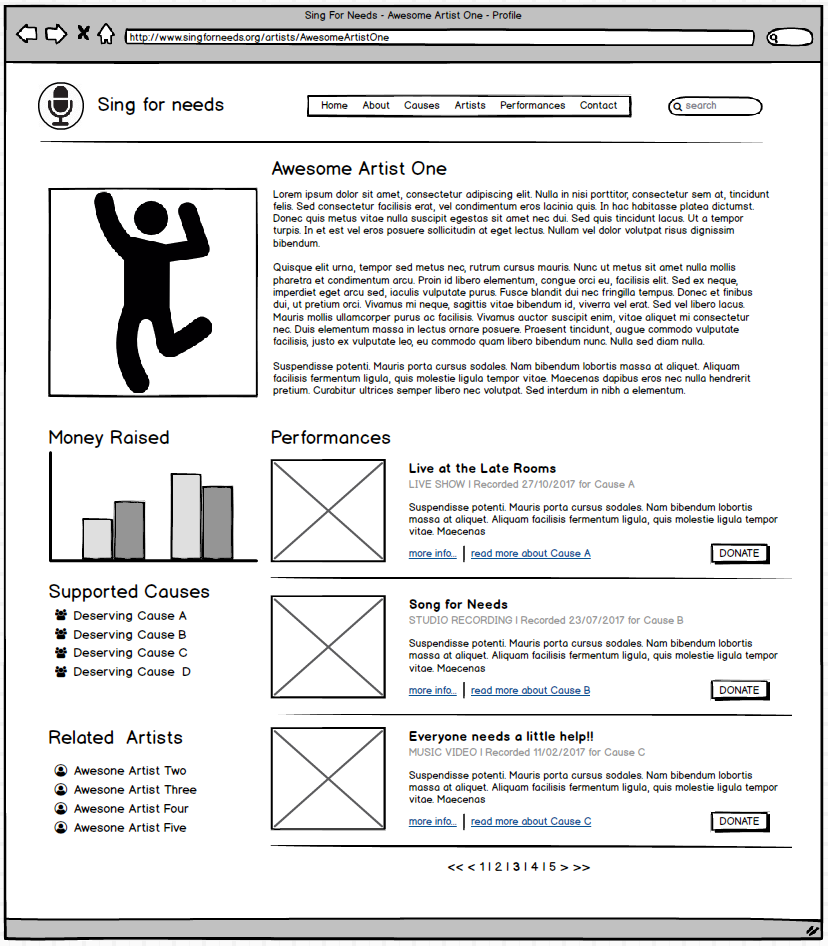 Sing For Needs - Awesome Artist One - Profile
http://www.singforneeds.org/artists/AwesomeArtistOne
Sing for needs
Home About Causes Artists Performances Contact
search
Awesome Artist One
Lorem ipsum dolor sit amet, consectetur adipiscing elit. Nulla in nisi porttitor, consectetur sem at, tincidunt
felis. Sed consectetur facilisis erat, vel condimentum eros lacinia quis. In hac habitasse platea dictumst.
Donec quis metus vitae nulla suscipit egestas sit amet nec dui. Sed quis tincidunt lacus. Ut a tempor
turpis. In et est vel eros posuere sollicitudin at eget lectus. Nullam vel dolor volutpat risus dignissim
bibendum.
Quisque elit urna, tempor sed metus nec, rutrum cursus mauris. Nunc ut metus sit amet nulla mollis
pharetra et condimentum arcu. Proin id libero elementum, congue orci eu, facilisis elit. Sed ex neque,
imperdiet eget arcu sed, iaculis vulputate purus. Fusce blandit dui nec fringilla tempus. Donec et finibus
dui, ut pretium orci. Vivamus mi neque, sagittis vitae bibendum id, viverra vel erat. Sed vel libero lacus.
Mauris mollis ullamcorper purus ac facilisis. Vivamus auctor suscipit enim, vitae aliquet mi consectetur
nec. Duis elementum massa in lectus ornare posuere. Praesent tincidunt, augue commodo vulputate
facilisis, justo ex vulputate leo, eu commodo quam libero bibendum nunc. Nulla sed diam nulla.
Suspendisse potenti. Mauris porta cursus sodales. Nam bibendum lobortis massa at aliquet. Aliquam
facilisis fermentum ligula, quis molestie ligula tempor vitae. Maecenas dapibus eros nec nulla hendrerit
pretium. Curabitur ultrices semper libero nec volutpat. Sed interdum in nibh a elementum.
Money Raised
Supported Causes
Deserving Cause A
Deserving Cause B
Deserving Cause C
Deserving Cause D
Related Artists
Awesone Artist Two
Awesone Artist Three
Awesone Artist Four
Awesone Artist Five
Performances
Live at the Late Rooms
LIVE SHOW | Recorded 27/10/2017 for Cause A
Suspendisse potenti. Mauris porta cursus sodales. Nam bibendum lobortis
massa at aliquet. Aliquam facilisis fermentum ligula, quis molestie ligula tempor
vitae. Maecenas
more info... | read more about Cause A DONATE
Song for Needs
STUDIO RECORDING | Recorded 23/07/2017 for Cause B
Suspendisse potenti. Mauris porta cursus sodales. Nam bibendum lobortis
massa at aliquet. Aliquam facilisis fermentum ligula, quis molestie ligula tempor
vitae. Maecenas
more info... | read more about Cause B DONATE
Everyone needs a little help!!
MUSIC VIDEO | Recorded 11/02/2017 for Cause C
Suspendisse potenti. Mauris porta cursus sodales. Nam bibendum lobortis
massa at aliquet. Aliquam facilisis fermentum ligula, quis molestie ligula tempor
vitae. Maecenas
more info... | read more about Cause C DONATE
<< < 1 | 2 | 3 | 4 | 5 > >>